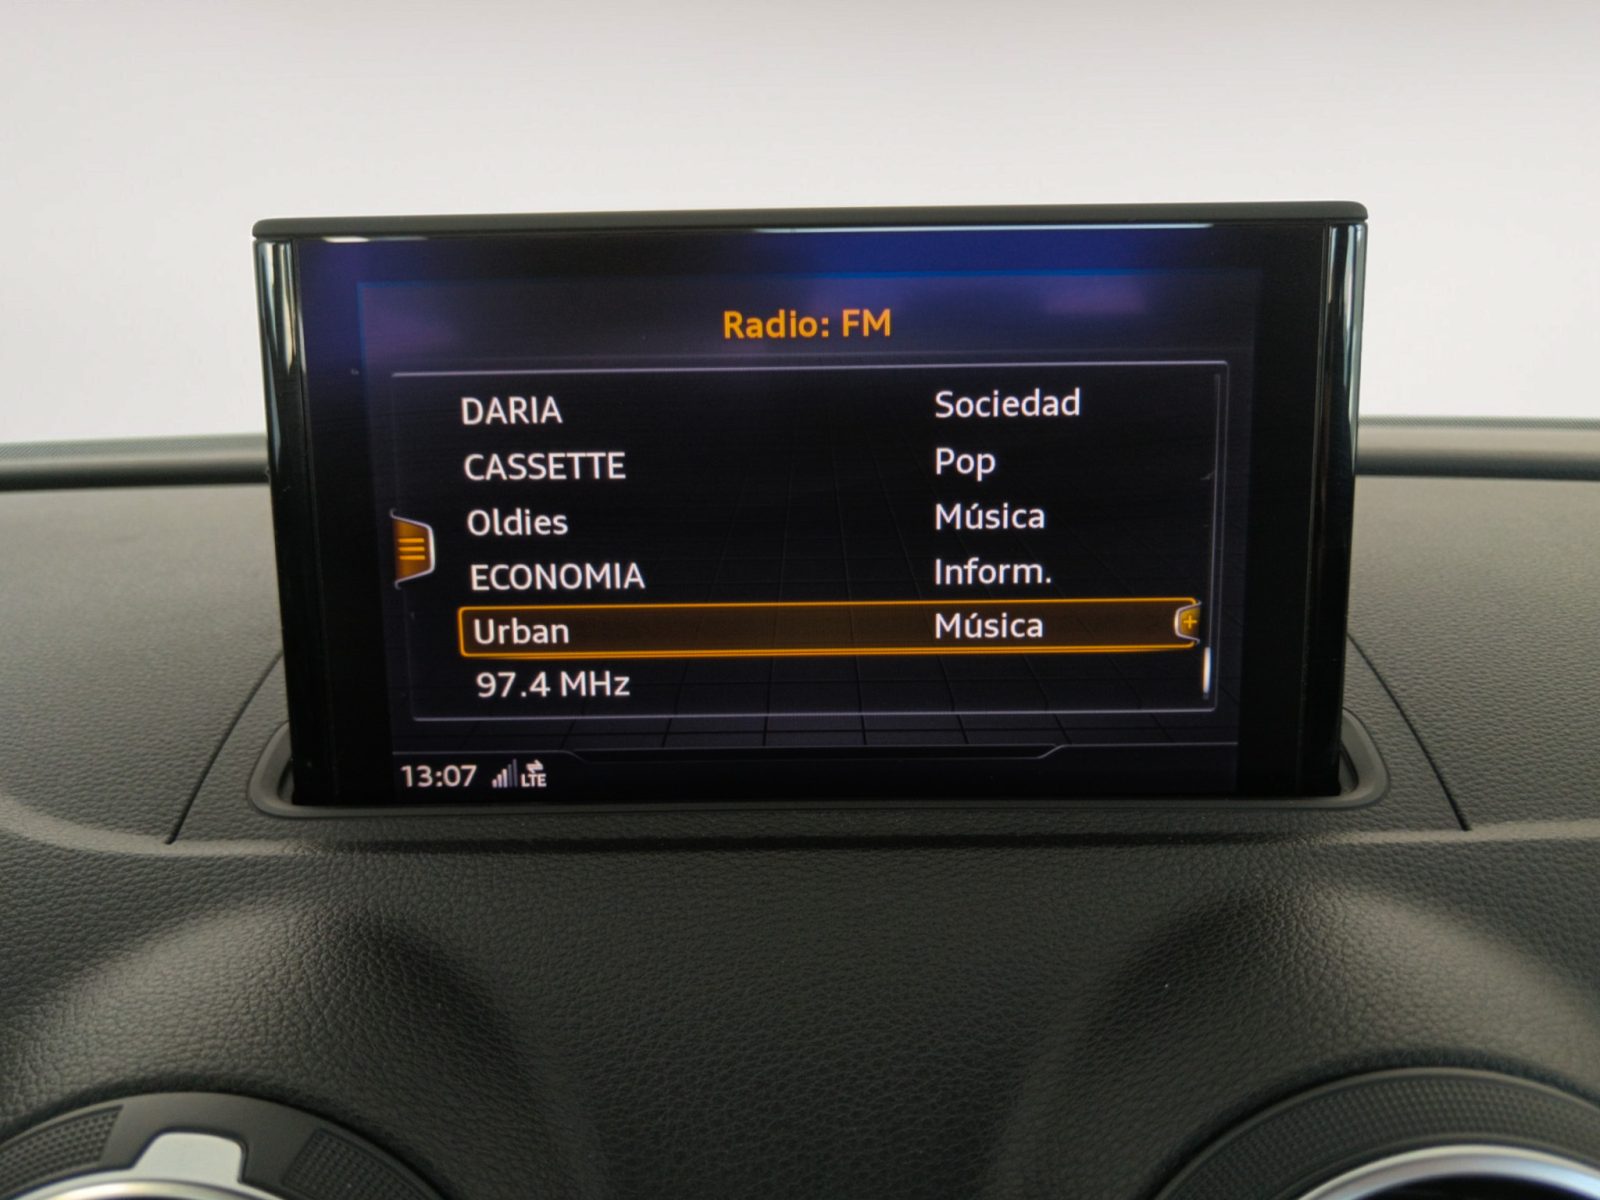 Radio: FM
DARIA Sociedad
CASSETTE Pop
Oldies Música
ECONOMIA Inform.
Urban Música
97.4 MHz
13:07 LTE